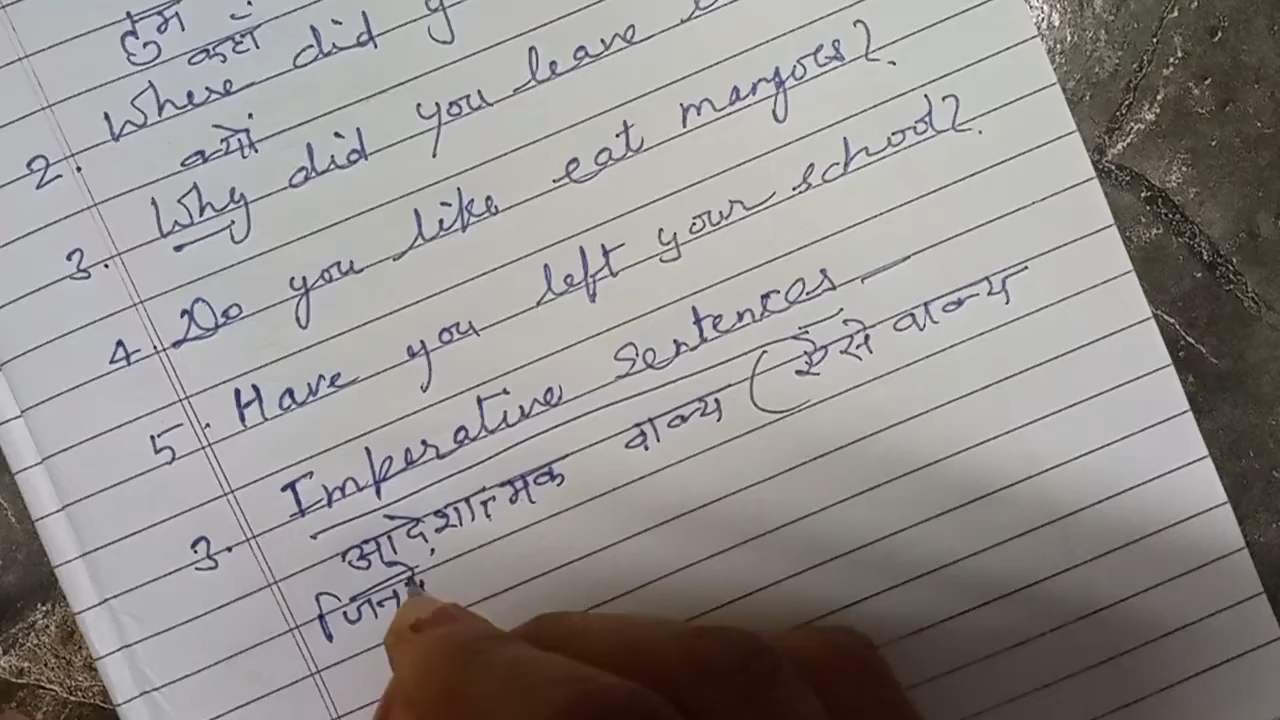 तुम कहाँ
2. Where did
क्यों
3. Why did you leave
4. Do you like eat mangoes?
5. Have you left your school?
3. Imperative Sentences –
आदेशात्मक वाक्य ( ऐसे वाक्य